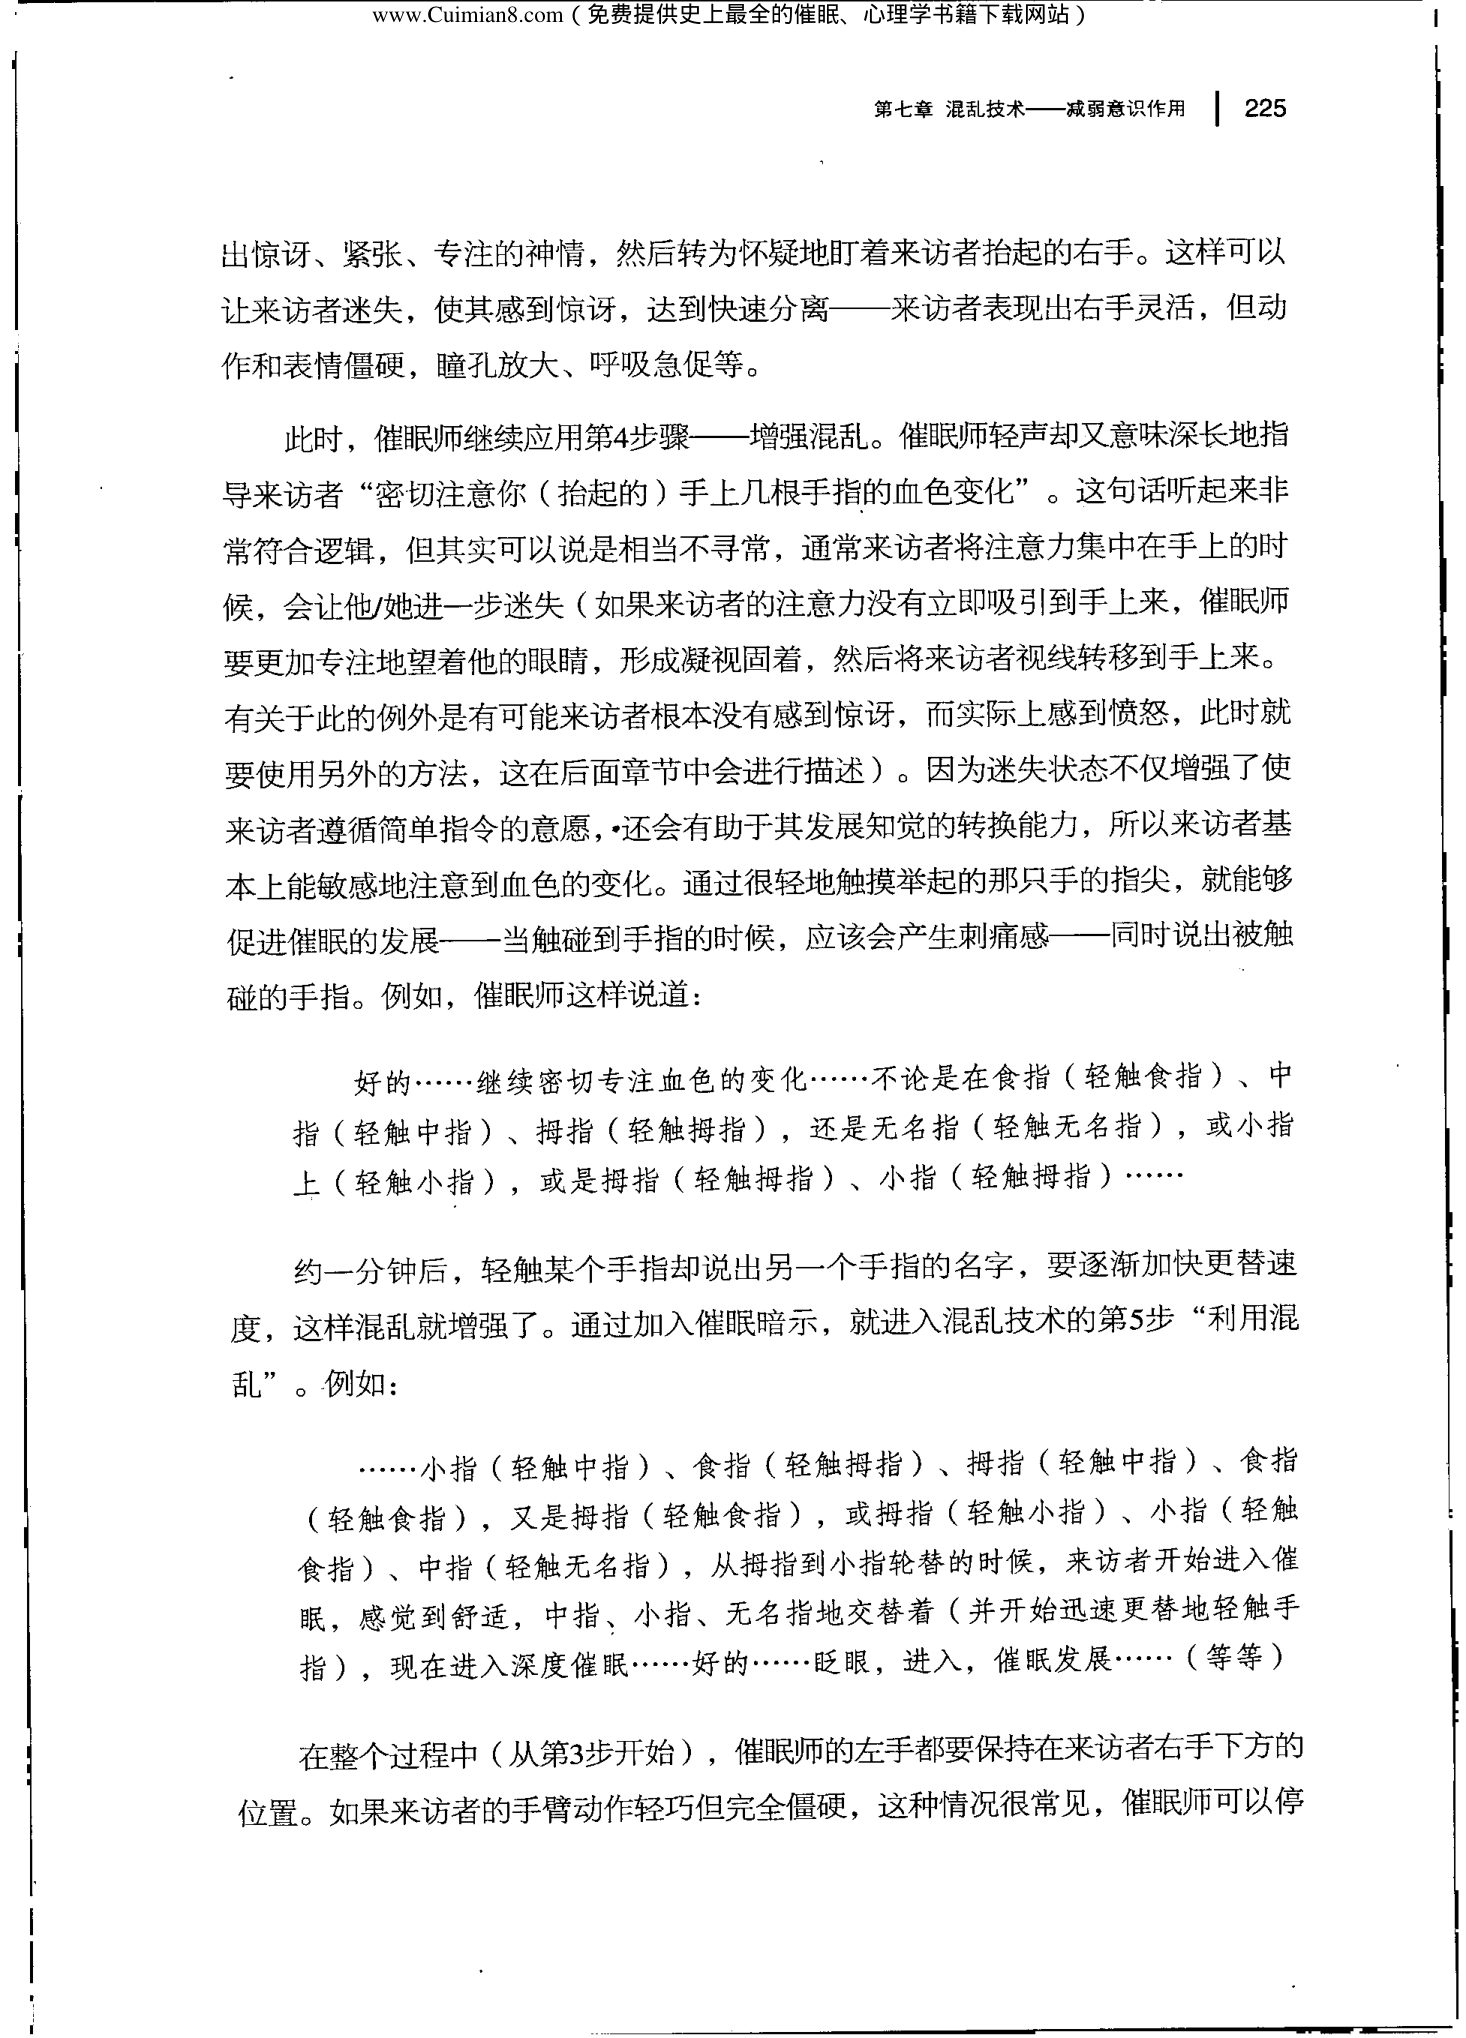 www.Cuimian8.com（免费提供史上最全的催眠、心理学书籍下载网站）
第七章 混乱技术——减弱意识作用 225
出惊讶、紧张、专注的神情，然后转为怀疑地盯着来访者抬起的右手。这样可以
让来访者迷失，使其感到惊讶，达到快速分离——来访者表现出右手灵活，但动
作和表情僵硬，瞳孔放大、呼吸急促等。
此时，催眠师继续应用第4步骤——增强混乱。催眠师轻声却又意味深长地指
导来访者“密切注意你（抬起的）手上几根手指的血色变化”。这句话听起来非
常符合逻辑，但其实可以说是相当不寻常，通常来访者将注意力集中在手上的时
候，会让他/她进一步迷失（如果来访者的注意力没有立即吸引到手上来，催眠师
要更加专注地望着他的眼睛，形成凝视固着，然后将来访者视线转移到手上来。
有关于此的例外是有可能来访者根本没有感到惊讶，而实际上感到愤怒，此时就
要使用另外的方法，这在后面章节中会进行描述）。因为迷失状态不仅增强了使
来访者遵循简单指令的意愿，还会有助于其发展知觉的转换能力，所以来访者基
本上能敏感地注意到血色的变化。通过很轻地触摸举起的那只手的指尖，就能够
促进催眠的发展——当触碰到手指的时候，应该会产生刺痛感——同时说出被触
碰的手指。例如，催眠师这样说道：
好的……继续密切专注血色的变化……不论是在食指（轻触食指）、中
指（轻触中指）、拇指（轻触拇指），还是无名指（轻触无名指），或小指
上（轻触小指），或是拇指（轻触拇指）、小指（轻触拇指）……
约一分钟后，轻触某个手指却说出另一个手指的名字，要逐渐加快更替速
度，这样混乱就增强了。通过加入催眠暗示，就进入混乱技术的第5步“利用混
乱”。例如：
……小指（轻触中指）、食指（轻触拇指）、拇指（轻触中指）、食指
（轻触食指），又是拇指（轻触食指），或拇指（轻触小指）、小指（轻触
食指）、中指（轻触无名指），从拇指到小指轮替的时候，来访者开始进入催
眠，感觉到舒适，中指、小指、无名指地交替着（并开始迅速更替地轻触手
指），现在进入深度催眠……好的……眨眼，进入，催眠发展……（等等）
在整个过程中（从第3步开始），催眠师的左手都要保持在来访者右手下方的
位置。如果来访者的手臂动作轻巧但完全僵硬，这种情况很常见，催眠师可以停